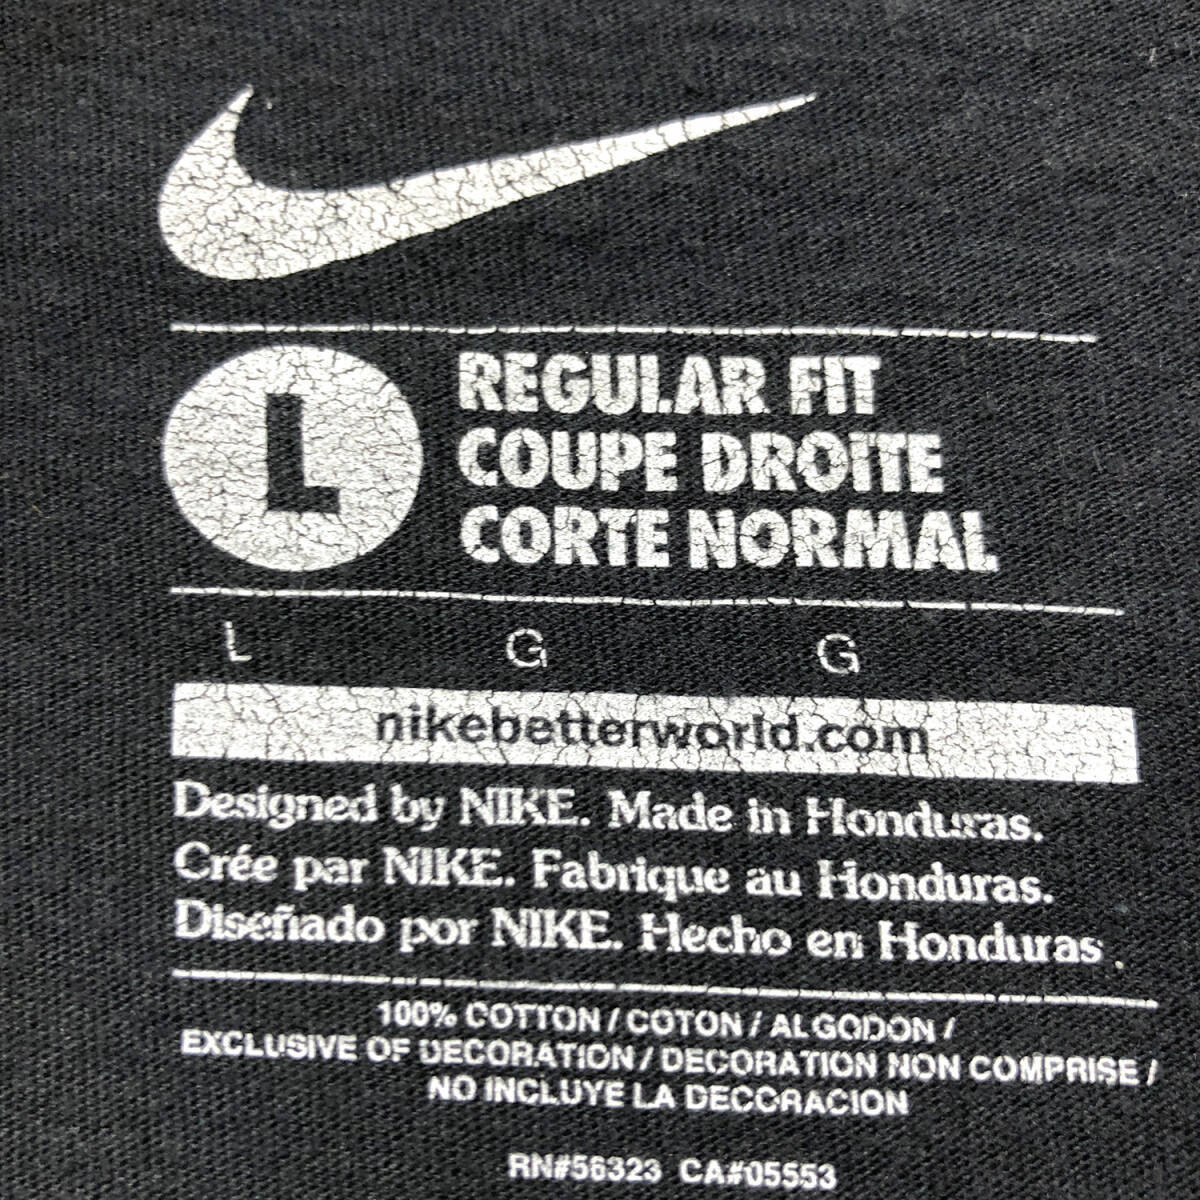 L
REGULAR FIT
COUPE DROITE
CORTE NORMAL
L G G
nikebetterworld.com
Designed by NIKE. Made in Honduras.
Crée par NIKE. Fabrique au Honduras.
Diseñado por NIKE. Hecho en Honduras.
100% COTTON / COTON / ALGODON /
EXCLUSIVE OF DECORATION / DECORATION NON COMPRISE /
NO INCLUYE LA DECORACION
RN#56323 CA#05553